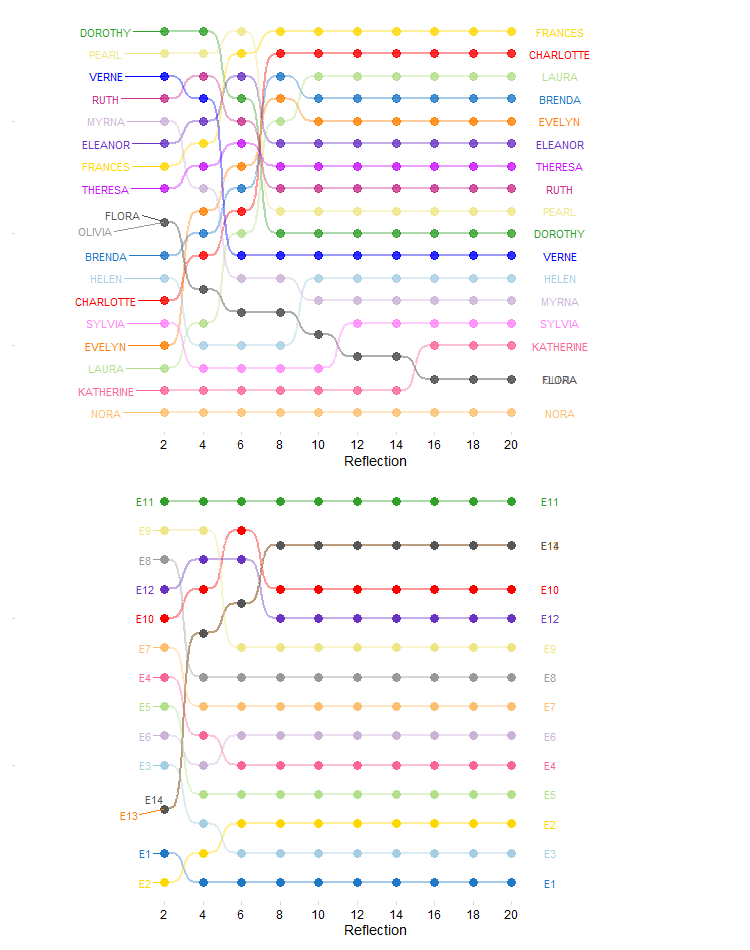 DOROTHY FRANCES
PEARL CHARLOTTE
VERNE LAURA
RUTH BRENDA
MYRNA EVELYN
ELEANOR ELEANOR
FRANCES THERESA
THERESA RUTH
PEARL
FLORA
OLIVIA DOROTHY
BRENDA VERNE
HELEN HELEN
CHARLOTTE MYRNA
SYLVIA SYLVIA
EVELYN KATHERINE
LAURA
FLORA
KATHERINE
NORA NORA
2 4 6 8 10 12 14 16 18 20
Reflection
E11 E11
E9
E8 E14
E12 E10
E10 E12
E7 E9
E4 E8
E5 E7
E6 E6
E3 E4
E14 E5
E13 E2
E1 E3
E2 E1
2 4 6 8 10 12 14 16 18 20
Reflection